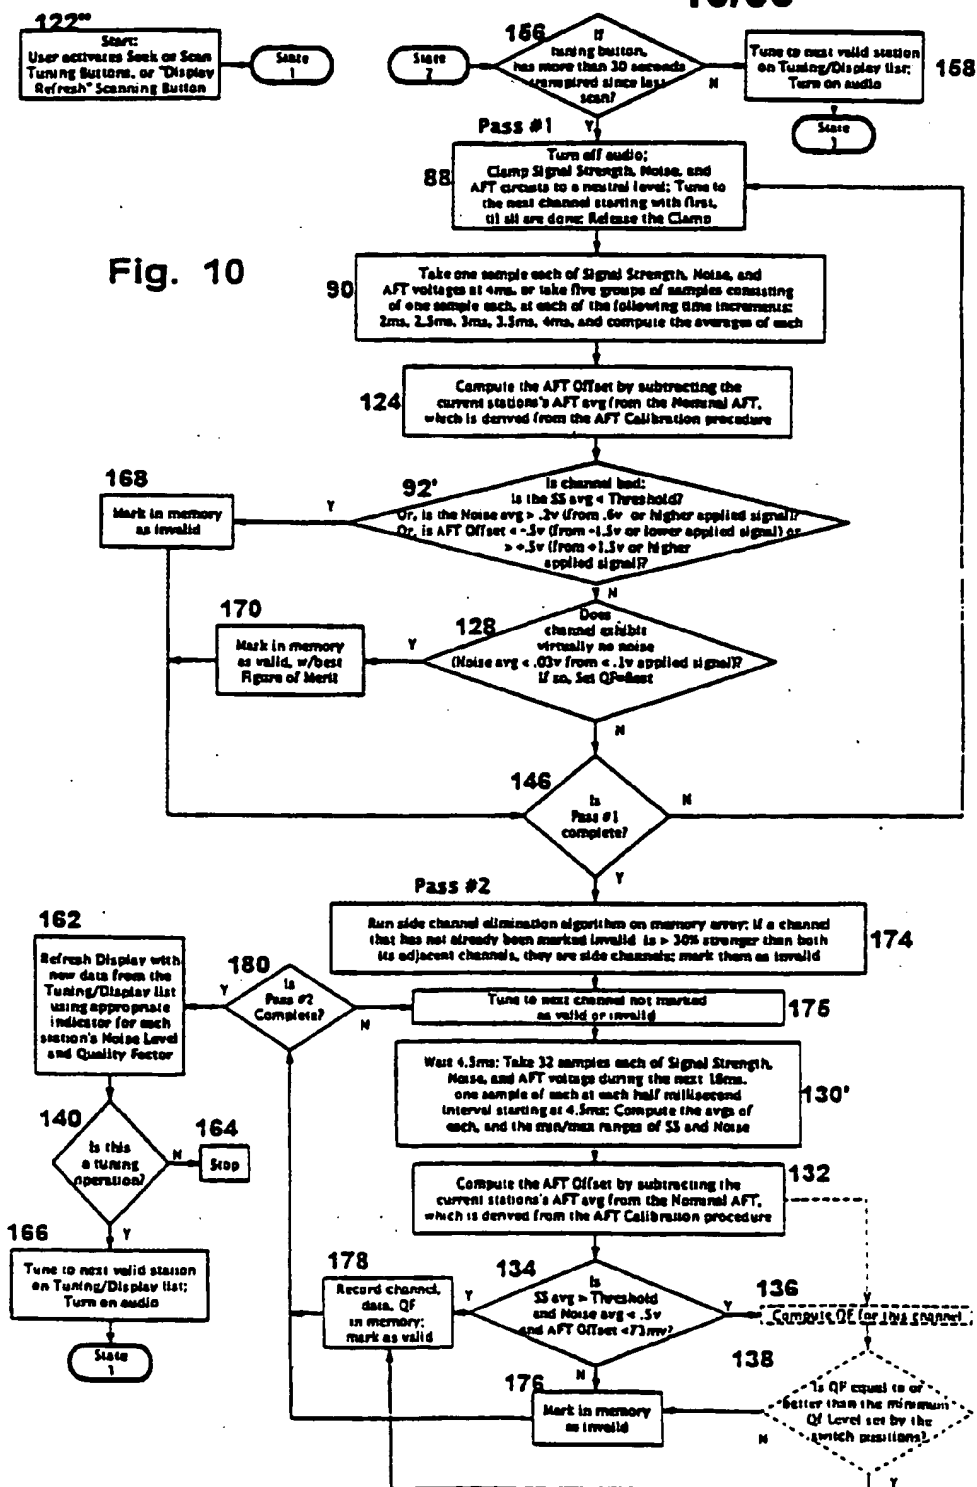 122"
Start:
User activates Seek or Scan
Tuning Buttons, or "Display
Refresh" Scanning Button
State
1
State
156
If
tuning button,
has more than 30 seconds
transpired since last
scan?
N
Y
Tune to next valid station
on Tuning/Display list;
Turn on audio
158
State
Pass #1
88
Turn off audio;
Clamp Signal Strength, Noise, and
AFT circuits to a neutral level; Tune to
the next channel starting with first,
til all are done; Release the Clamp
Fig. 10
90
Take one sample each of Signal Strength, Noise, and
AFT voltages at 4ms, or take five groups of samples consisting
of one sample each, at each of the following time increments:
2ms, 2.5ms, 3ms, 3.5ms, 4ms, and compute the averages of each
124
Compute the AFT Offset by subtracting the
current stations's AFT avg from the Nominal AFT,
which is derived from the AFT Calibration procedure
168
Mark in memory
as invalid
Y
92'
Is channel bad:
Is the SS avg < Threshold?
Or, is the Noise avg > .2v (from .6v or higher applied signal)?
Or, is AFT Offset < -.5v (from -1.5v or lower applied signal) or
> +.5v (from +1.5v or higher
applied signal)?
N
170
Mark in memory
as valid, w/best
Figure of Merit
Y
128
Does
channel exhibit
virtually no noise
(Noise avg < .03v from < .1v applied signal)?
If so, Set QF=Best
N
146
Is
Pass #1
complete?
N
Y
Pass #2
Run side channel elimination algorithm on memory array: if a channel
that has not already been marked invalid is > 30% stronger than both
its adjacent channels, they are side channels; mark them as invalid
174
162
Refresh Display with
new data from the
Tuning/Display list
using appropriate
indicator for each
station's Noise Level
and Quality Factor
Y
180
Is
Pass #2
Complete?
N
Tune to next channel not marked
as valid or invalid
175
Wait 4.5ms; Take 32 samples each of Signal Strength,
Noise, and AFT voltage during the next 16ms,
one sample of each at each half millisecond
interval starting at 4.5ms; Compute the avgs of
each, and the min/max ranges of SS and Noise
130'
140
Is this
a tuning
operation?
N
164
Stop
Y
132
Compute the AFT Offset by subtracting the
current stations's AFT avg from the Nominal AFT,
which is derived from the AFT Calibration procedure
166
Tune to next valid station
on Tuning/Display list;
Turn on audio
State
178
Record channel,
data, QF
in memory;
mark as valid
Y
134
Is
SS avg > Threshold
and Noise avg < .5v
and AFT Offset <73mv?
Y
N
136
Compute QF for this channel
138
Is QF equal to or
better than the minimum
QF Level set by the
switch positions?
N
Y
176
Mark in memory
as invalid